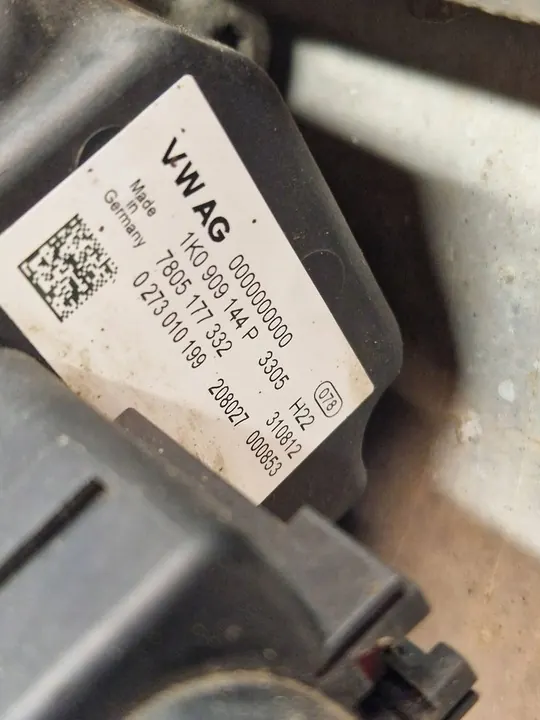 VW AG 0000000000
Made
in
Germany
1K0 909 144 P 3305 H22 078
7805 177 332 310812
0 273 010 199 208027 000853